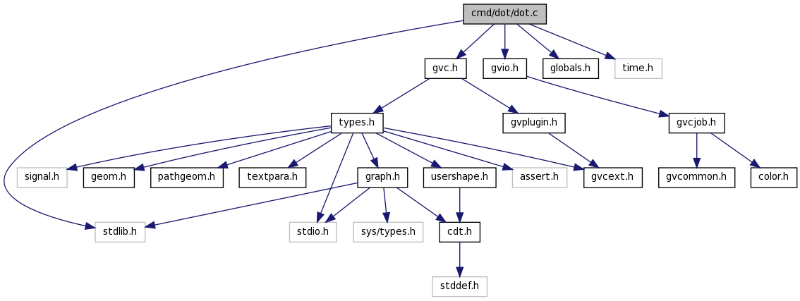 cmd/dot/dot.c
gvc.h
gvio.h
globals.h
time.h
types.h
gvplugin.h
gvcjob.h
signal.h
geom.h
pathgeom.h
textpara.h
graph.h
usershape.h
assert.h
gvcext.h
gvcommon.h
color.h
stdlib.h
stdio.h
sys/types.h
cdt.h
stddef.h